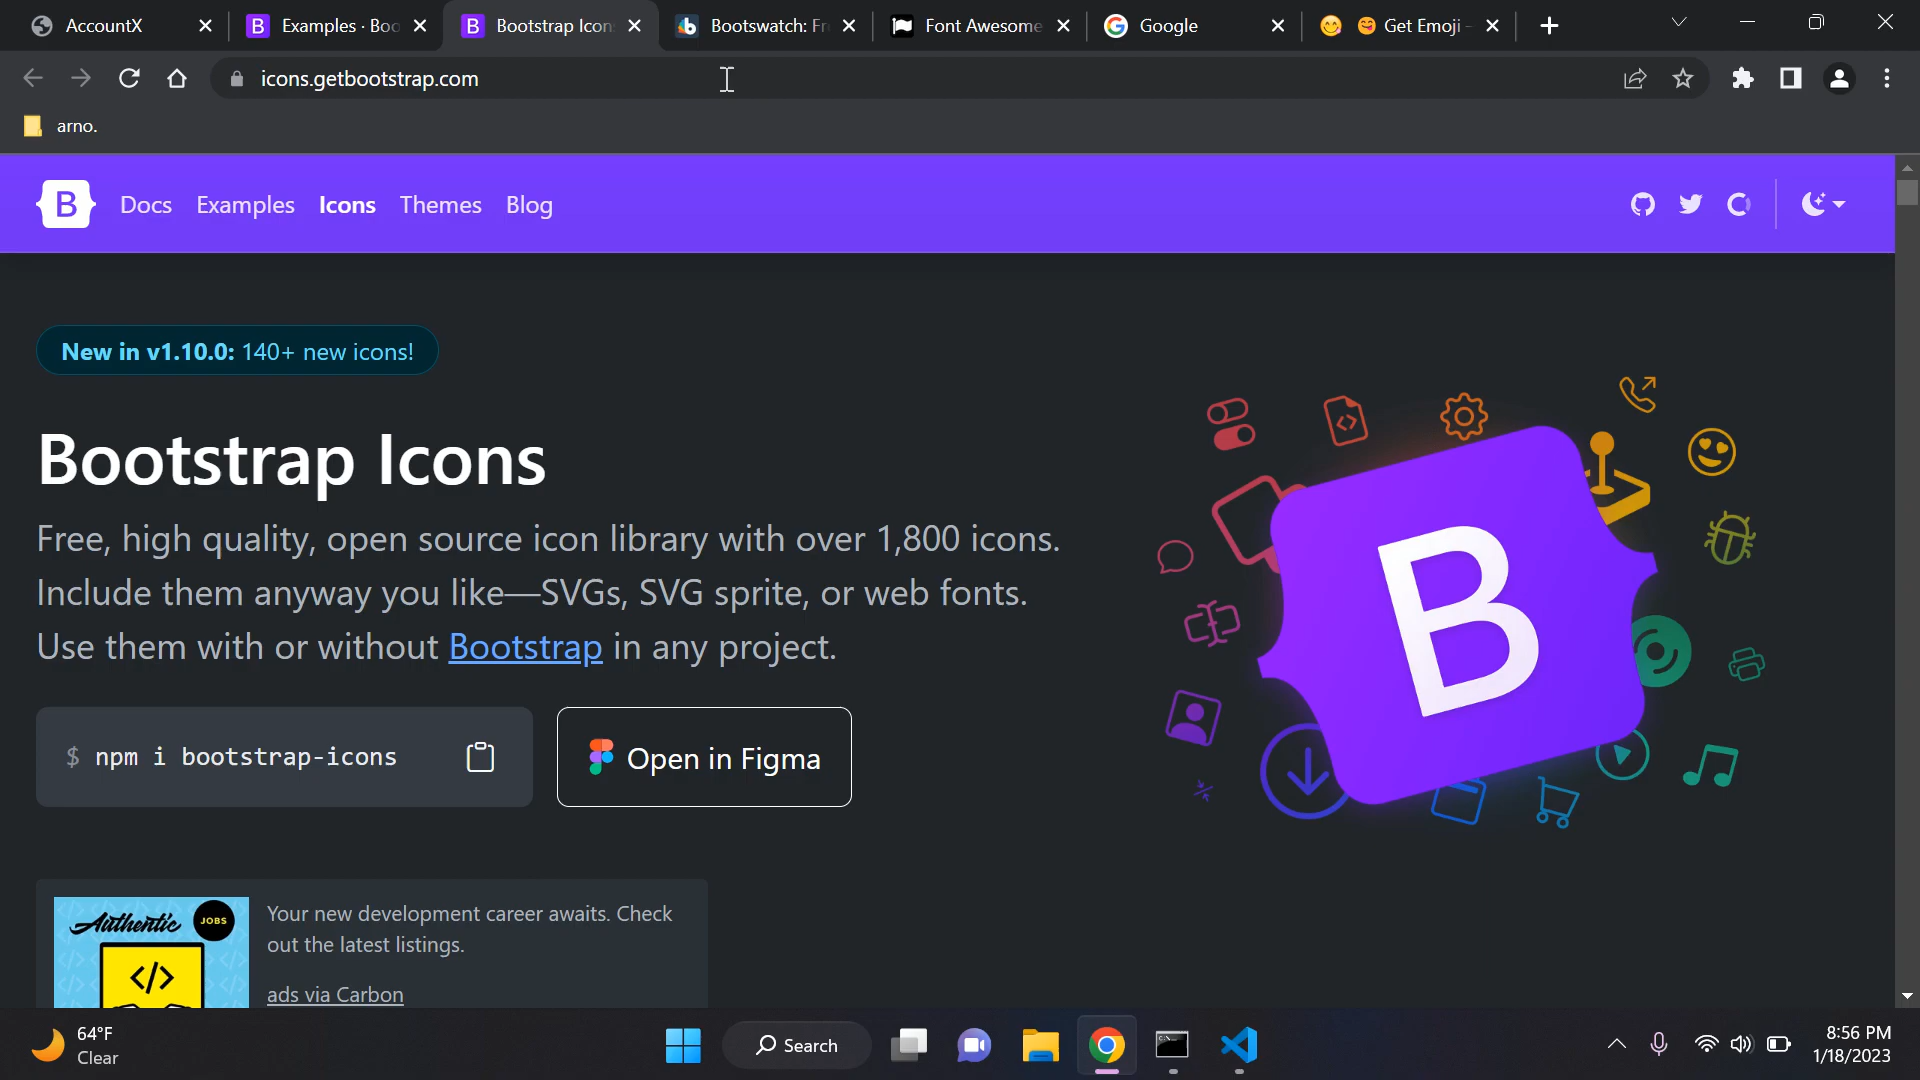 AccountX
Examples · Boo
Bootstrap Icon
Bootswatch: Fr
Font Awesome
Google
Get Emoji –
icons.getbootstrap.com
arno.
B
Docs
Examples
Icons
Themes
Blog
New in v1.10.0: 140+ new icons!
Bootstrap Icons
Free, high quality, open source icon library with over 1,800 icons.
Include them anyway you like—SVGs, SVG sprite, or web fonts.
Use them with or without Bootstrap in any project.
$ npm i bootstrap-icons
Open in Figma
B
Authentic
JOBS
Your new development career awaits. Check
out the latest listings.
ads via Carbon
64°F
Clear
Search
8:56 PM
1/18/2023